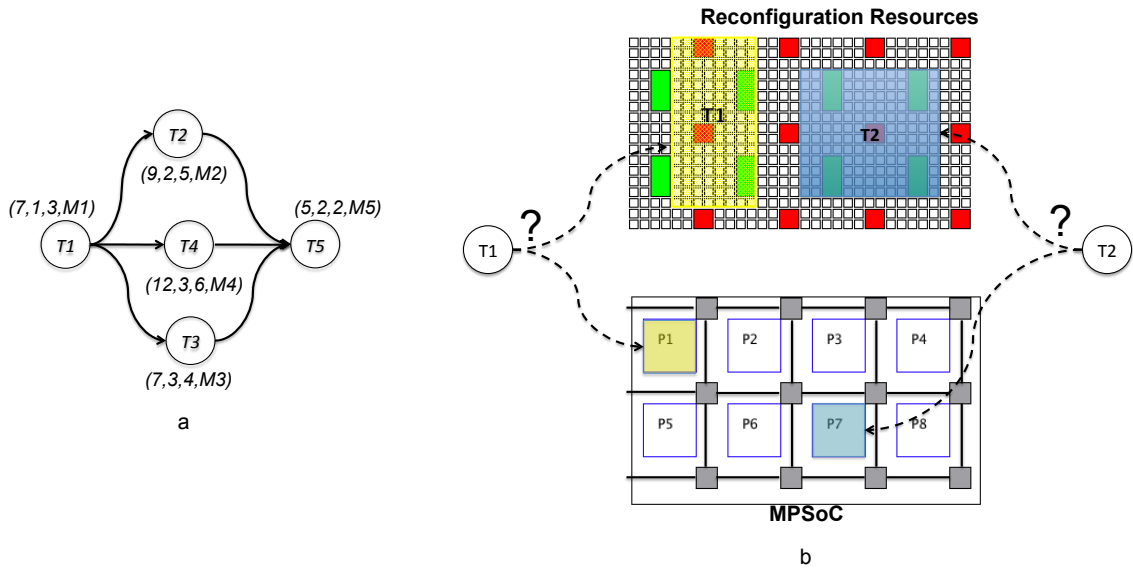 Reconfiguration Resources
T2
(9,2,5,M2)
(7,1,3,M1)
T1
T4
(12,3,6,M4)
(5,2,2,M5)
T5
T3
(7,3,4,M3)
a
T1
T2
T1
?
?
T2
P1
P2
P3
P4
P5
P6
P7
P8
MPSoC
b